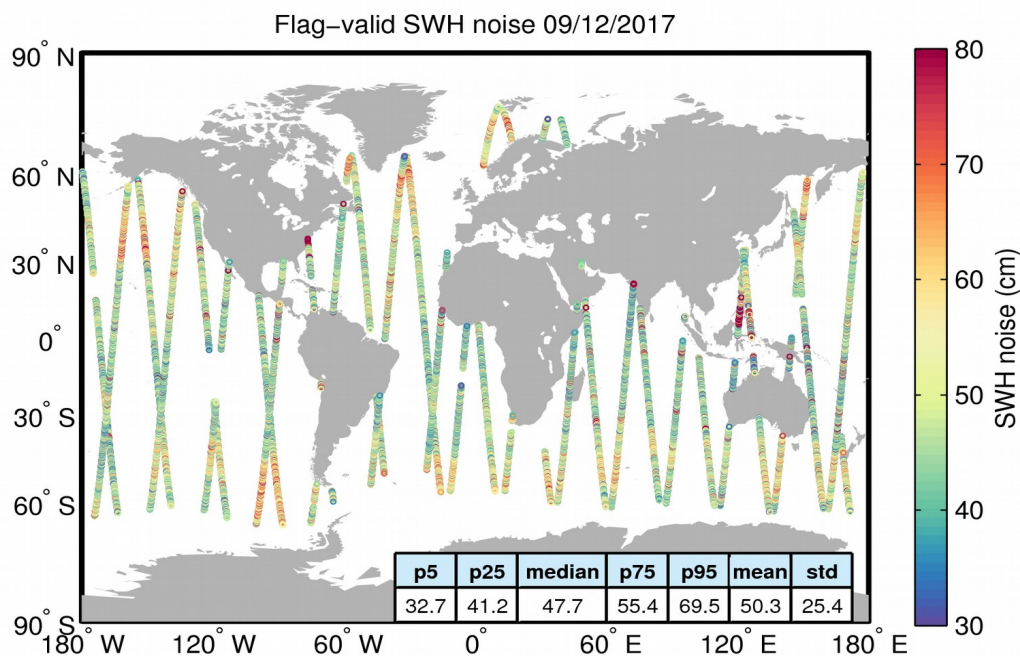 Flag−valid SWH noise 09/12/2017
90° N
60° N
30° N
0°
30° S
60° S
90° S
180° W
120° W
60° W
0°
60° E
120° E
180° E
80
70
60
50
40
30
SWH noise (cm)
p5 p25 median p75 p95 mean std
32.7 41.2 47.7 55.4 69.5 50.3 25.4